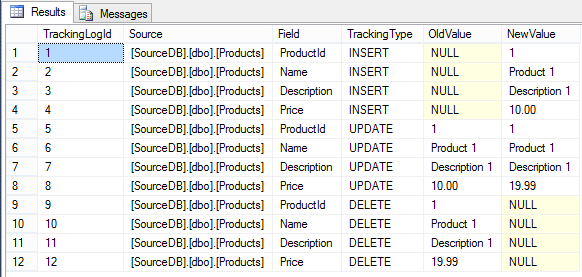 Results Messages
TrackingLogId Source Field TrackingType OldValue NewValue
1 1 [SourceDB].[dbo].[Products] ProductId INSERT NULL 1
2 2 [SourceDB].[dbo].[Products] Name INSERT NULL Product 1
3 3 [SourceDB].[dbo].[Products] Description INSERT NULL Description 1
4 4 [SourceDB].[dbo].[Products] Price INSERT NULL 10.00
5 5 [SourceDB].[dbo].[Products] ProductId UPDATE 1 1
6 6 [SourceDB].[dbo].[Products] Name UPDATE Product 1 Product 1
7 7 [SourceDB].[dbo].[Products] Description UPDATE Description 1 Description 1
8 8 [SourceDB].[dbo].[Products] Price UPDATE 10.00 19.99
9 9 [SourceDB].[dbo].[Products] ProductId DELETE 1 NULL
10 10 [SourceDB].[dbo].[Products] Name DELETE Product 1 NULL
11 11 [SourceDB].[dbo].[Products] Description DELETE Description 1 NULL
12 12 [SourceDB].[dbo].[Products] Price DELETE 19.99 NULL